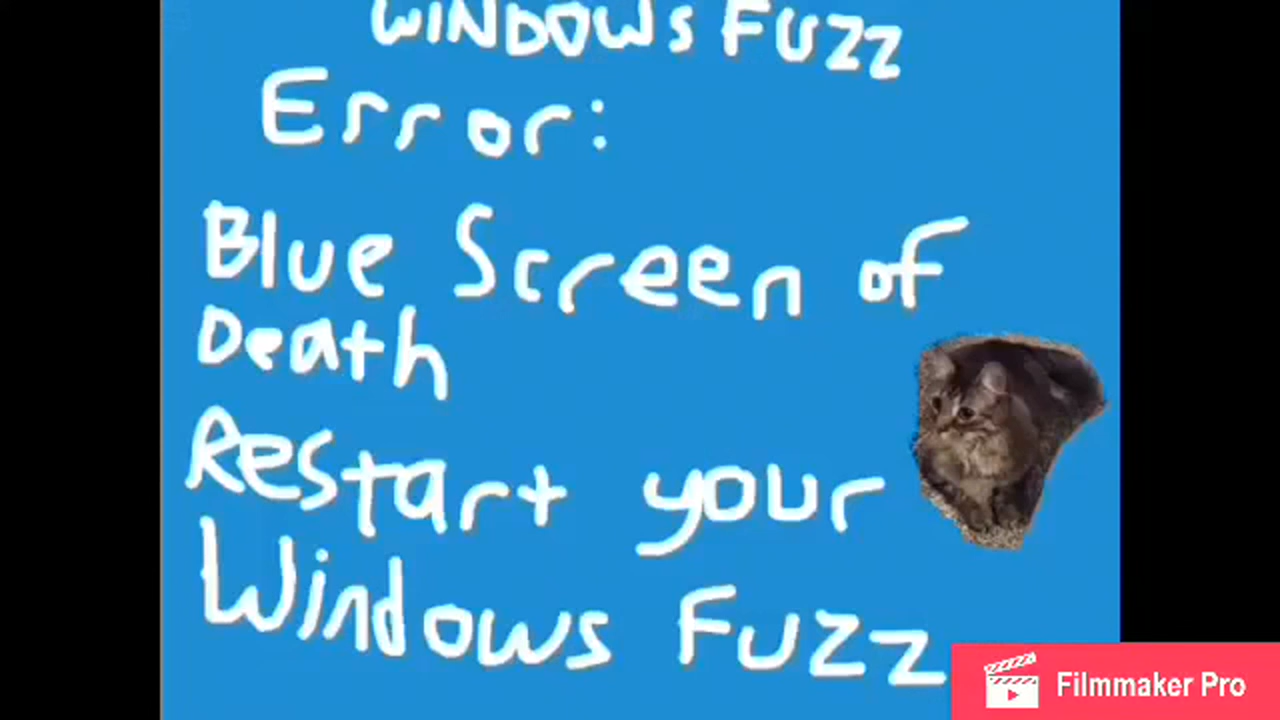 WINDOWS FUZZ
Error:
Blue Screen of
Death
Restart your
Windows Fuzz
Filmmaker Pro